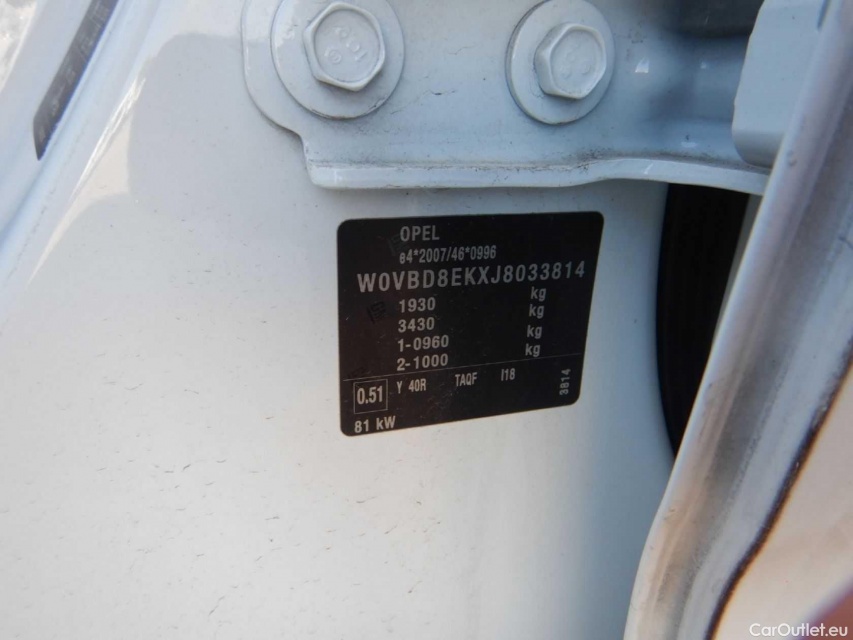 OPEL
e4*2007/46*0996
W0VBD8EKXJ8033814
1930 kg
3430 kg
1-0960 kg
2-1000 kg
0.51 Y 40R TAQF I18 3B14
81 kW
CarOutlet.eu